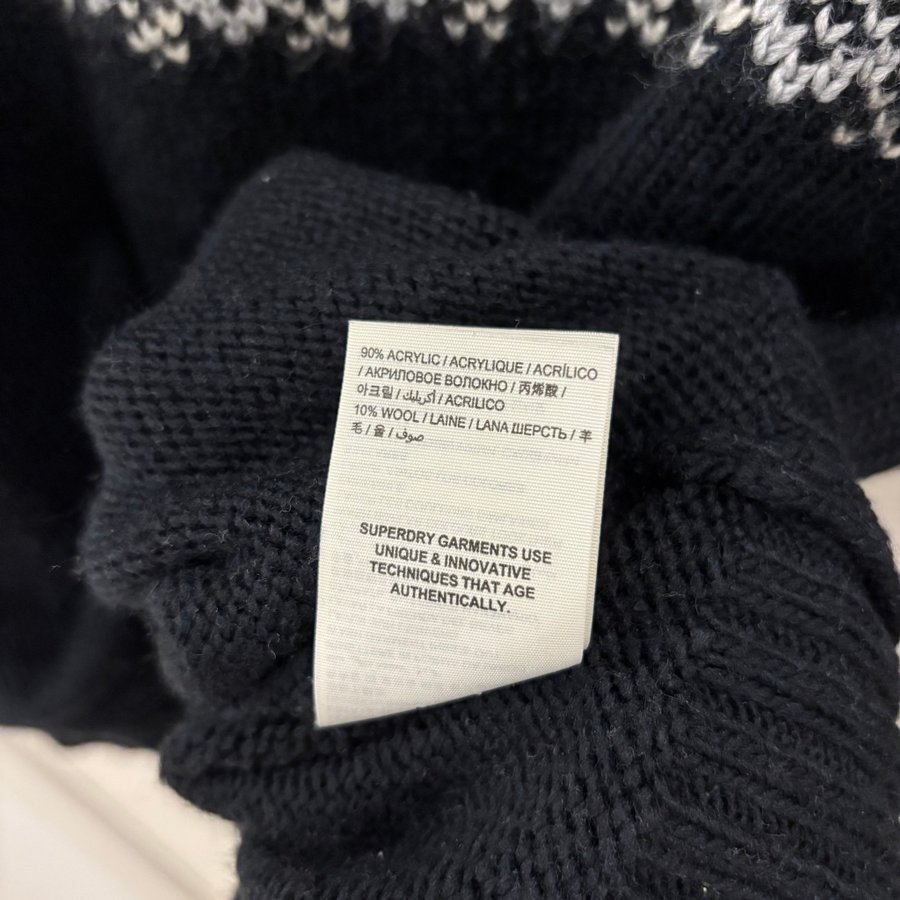 90% ACRYLIC / ACRYLIQUE / ACRÍLICO
/ АКРИЛОВОЕ ВОЛОКНО / 丙烯酸 /
아크릴 / أكريليك / ACRILICO
10% WOOL / LAINE / LANA ШЕРСТЬ / 羊
毛 / 울 / صوف
SUPERDRY GARMENTS USE
UNIQUE & INNOVATIVE
TECHNIQUES THAT AGE
AUTHENTICALLY.